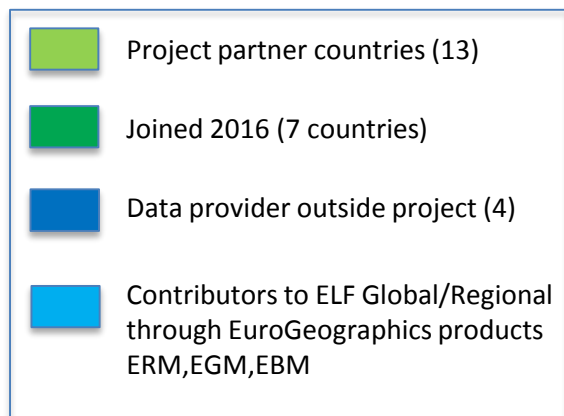 Project partner countries (13)
Joined 2016 (7 countries)
Data provider outside project (4)
Contributors to ELF Global/Regional
through EuroGeographics products
ERM,EGM,EBM